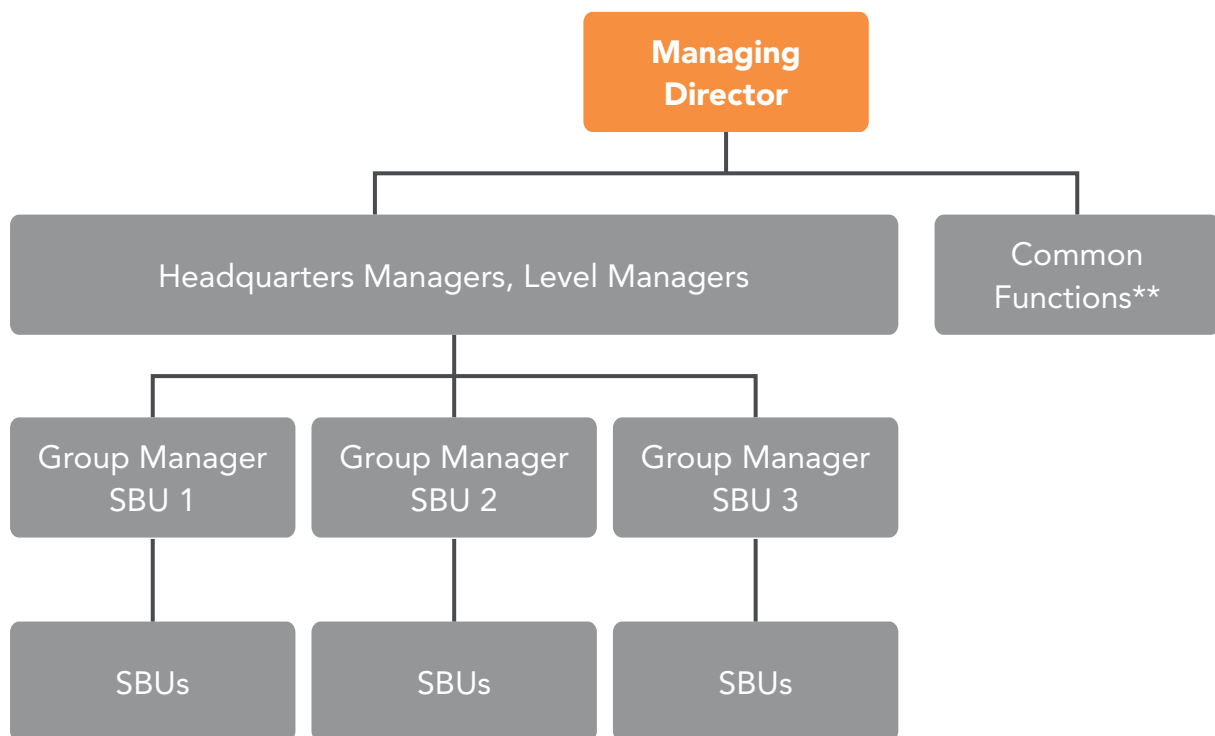 Managing
Director
Headquarters Managers, Level Managers
Common
Functions**
Group Manager
SBU 1
Group Manager
SBU 2
Group Manager
SBU 3
SBUs
SBUs
SBUs